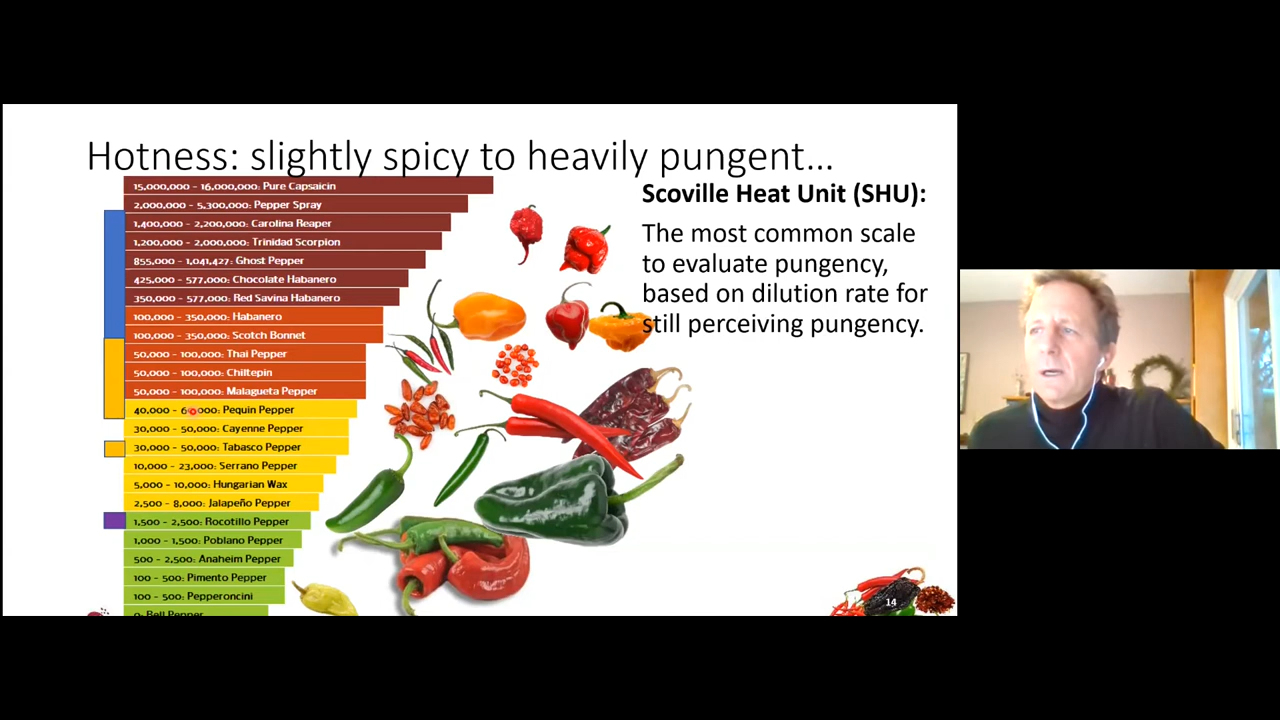 Hotness: slightly spicy to heavily pungent...
15,000,000 - 16,000,000: Pure Capsaicin
2,000,000 - 5,300,000: Pepper Spray
1,400,000 - 2,200,000: Carolina Reaper
1,200,000 - 2,000,000: Trinidad Scorpion
855,000 - 1,041,427: Ghost Pepper
425,000 - 577,000: Chocolate Habanero
350,000 - 577,000: Red Savina Habanero
100,000 - 350,000: Habanero
100,000 - 350,000: Scotch Bonnet
50,000 - 100,000: Thai Pepper
50,000 - 100,000: Chiltepin
50,000 - 100,000: Malagueta Pepper
40,000 - Pequin Pepper
30,000 - 50,000: Cayenne Pepper
30,000 - 50,000: Tabasco Pepper
10,000 - 23,000: Serrano Pepper
5,000 - 10,000: Hungarian Wax
2,500 - 8,000: Jalapeño Pepper
1,500 - 2,500: Rocotillo Pepper
1,000 - 1,500: Poblano Pepper
500 - 2,500: Anaheim Pepper
100 - 500: Pimento Pepper
100 - 500: Pepperoncini
0: Bell Pepper
Scoville Heat Unit (SHU):
The most common scale
to evaluate pungency,
based on dilution rate for
still perceiving pungency.
14